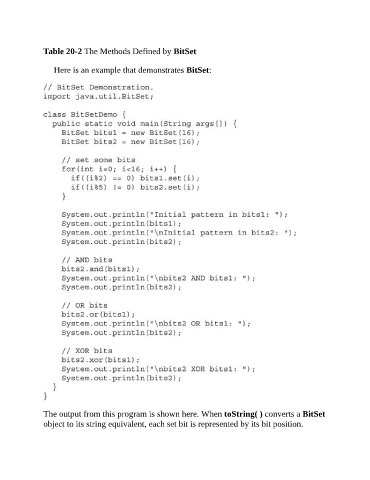 Table 20-2 The Methods Defined by BitSet
Here is an example that demonstrates BitSet:
// BitSet Demonstration.
import java.util.BitSet;
class BitSetDemo {
public static void main(String args[]) {
BitSet bits1 = new BitSet(16);
BitSet bits2 = new BitSet(16);
// set some bits
for(int i=0; i<16; i++) {
if((i%2) == 0) bits1.set(i);
if((i%5) != 0) bits2.set(i);
}
System.out.println("Initial pattern in bits1: ");
System.out.println(bits1);
System.out.println("\nInitial pattern in bits2: ");
System.out.println(bits2);
// AND bits
bits2.and(bits1);
System.out.println("\nbits2 AND bits1: ");
System.out.println(bits2);
// OR bits
bits2.or(bits1);
System.out.println("\nbits2 OR bits1: ");
System.out.println(bits2);
// XOR bits
bits2.xor(bits1);
System.out.println("\nbits2 XOR bits1: ");
System.out.println(bits2);
}
}
The output from this program is shown here. When toString( ) converts a BitSet
object to its string equivalent, each set bit is represented by its bit position.